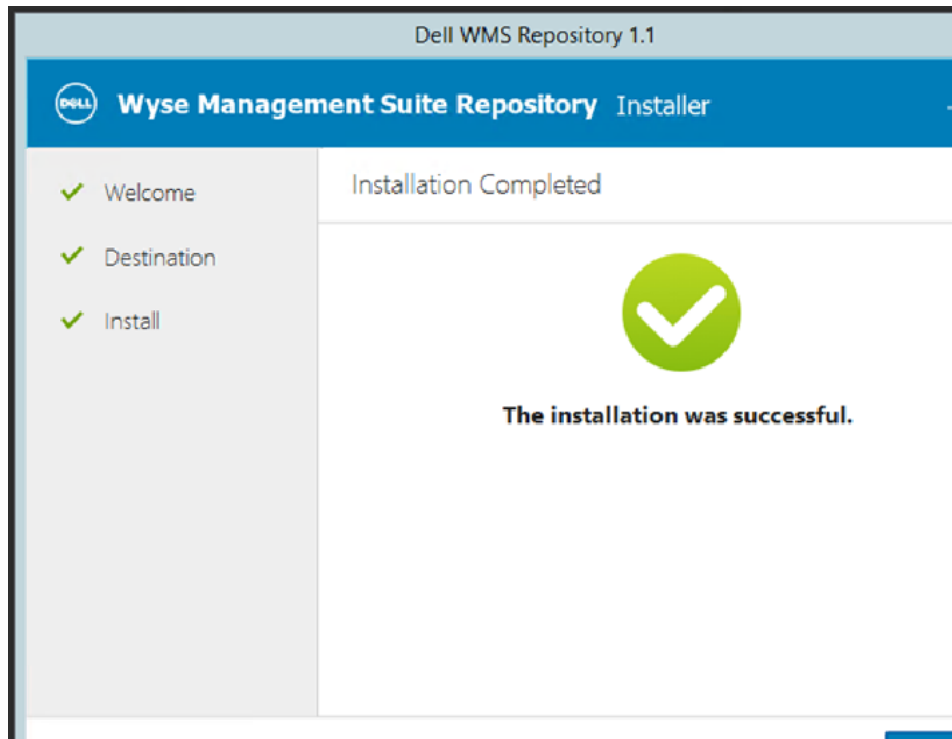 Dell WMS Repository 1.1
DELL Wyse Management Suite Repository Installer
Welcome
Destination
Install
Installation Completed
The installation was successful.